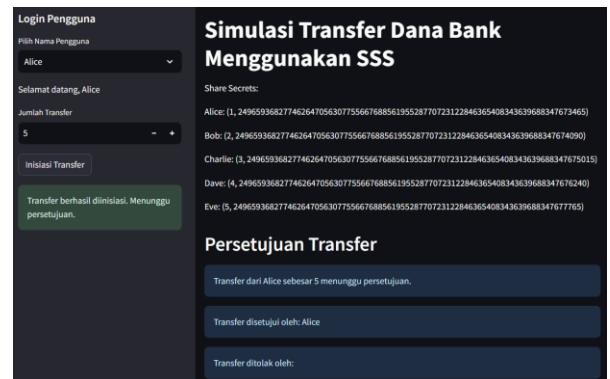 Login Pengguna
Pilih Nama Pengguna
Alice
Selamat datang, Alice
Jumlah Transfer
5
- +
Inisiasi Transfer
Transfer berhasil diinisiasi. Menunggu
persetujuan.
Simulasi Transfer Dana Bank
Menggunakan SSS
Share Secrets:
Alice: (1, 24965936827746264705630775566768856195528770723122846365408343639688347673465)
Bob: (2, 24965936827746264705630775566768856195528770723122846365408343639688347674090)
Charlie: (3, 24965936827746264705630775566768856195528770723122846365408343639688347675015)
Dave: (4, 24965936827746264705630775566768856195528770723122846365408343639688347676240)
Eve: (5, 24965936827746264705630775566768856195528770723122846365408343639688347677765)
Persetujuan Transfer
Transfer dari Alice sebesar 5 menunggu persetujuan.
Transfer disetujui oleh: Alice
Transfer ditolak oleh: